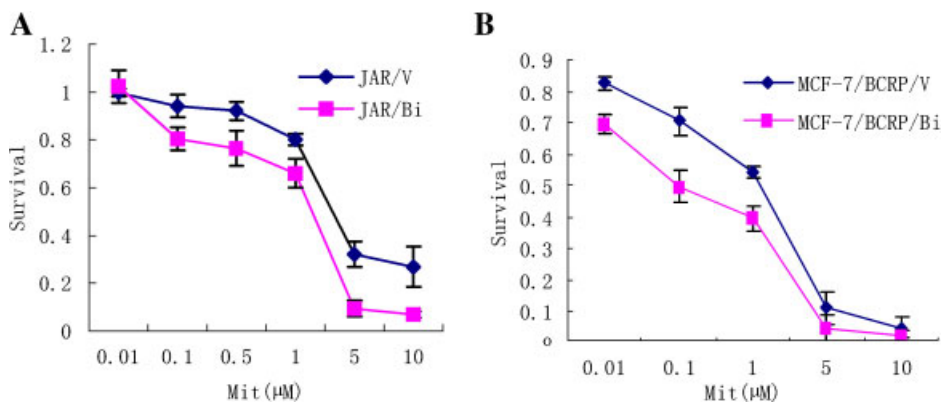 A
1.2
1
0.8
0.6
0.4
0.2
0
Survival
JAR/V
JAR/Bi
0.01 0.1 0.5 1 5 10
Mit(μM)
B
0.9
0.8
0.7
0.6
0.5
0.4
0.3
0.2
0.1
0
Survival
MCF-7/BCRP/V
MCF-7/BCRP/Bi
0.01 0.1 1 5 10
Mit(μM)